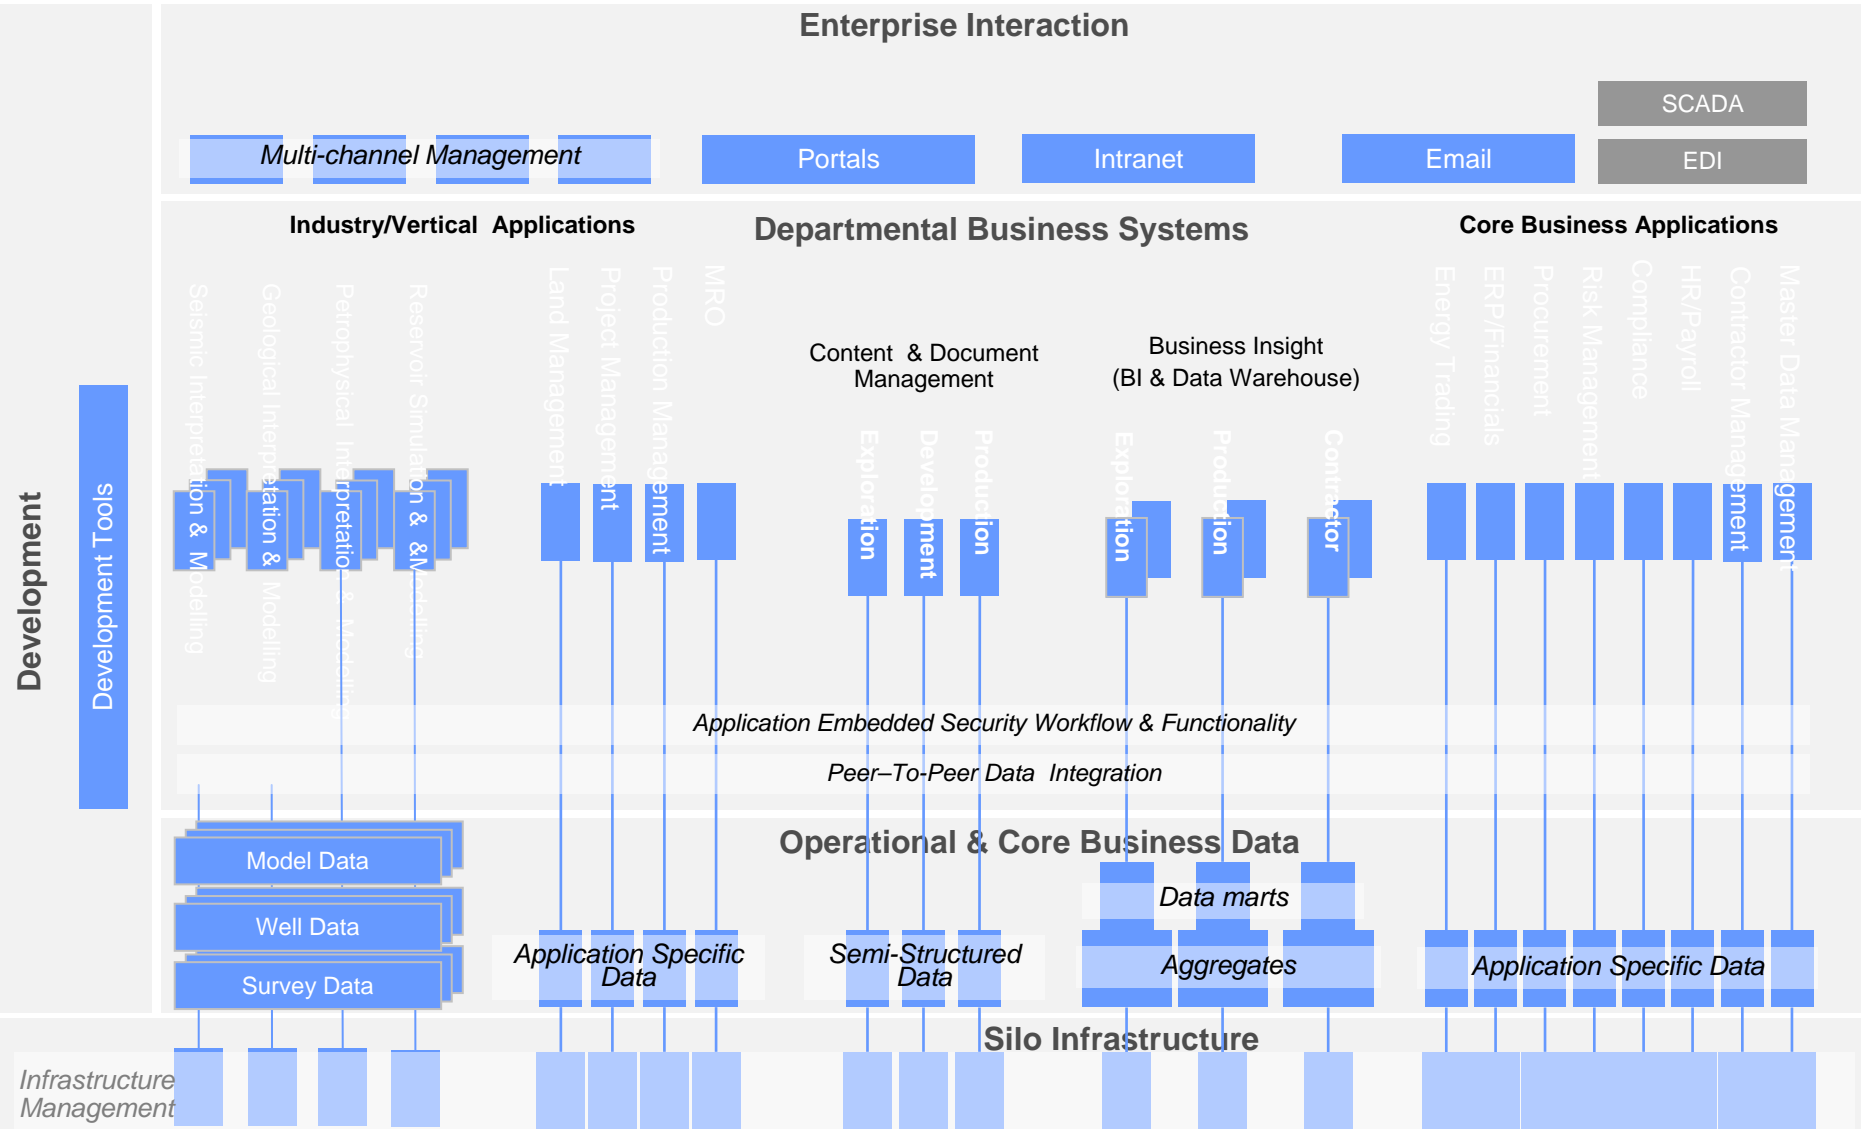 Enterprise Interaction
SCADA
Multi-channel Management
Portals
Intranet
Email
EDI
Industry/Vertical Applications
Departmental Business Systems
Core Business Applications
Seismic Interpretation & Modelling
Geological Interpretation & Modelling
Petrophysical Interpretation & Modelling
Reservoir Simulation & &Modelling
Land Management
Project Management
Production Management
MRO
Content & Document
Management
Exploration
Development
Production
Business Insight
(BI & Data Warehouse)
Exploration
Production
Contractor
Energy Trading
ERP/Financials
Procurement
Risk Management
Compliance
HR/Payroll
Contractor Management
Master Data Management
Development
Development Tools
Application Embedded Security Workflow & Functionality
Peer–To-Peer Data Integration
Operational & Core Business Data
Model Data
Well Data
Survey Data
Application Specific
Data
Semi-Structured
Data
Data marts
Aggregates
Application Specific Data
Silo Infrastructure
Infrastructure
Management